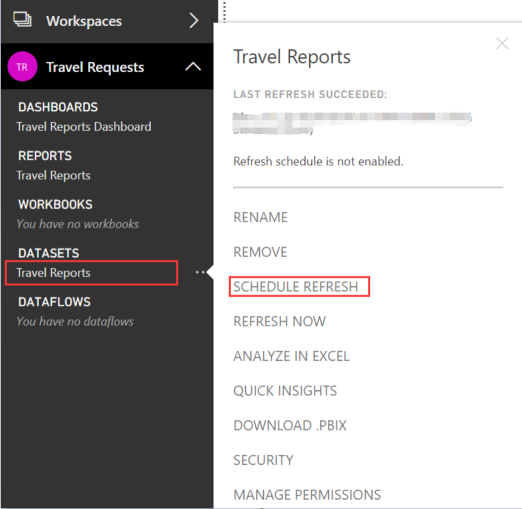 Workspaces
TR
Travel Requests
DASHBOARDS
Travel Reports Dashboard
REPORTS
Travel Reports
WORKBOOKS
You have no workbooks
DATASETS
Travel Reports
DATAFLOWS
You have no dataflows
Travel Reports
LAST REFRESH SUCCEEDED:
Refresh schedule is not enabled.
RENAME
REMOVE
SCHEDULE REFRESH
REFRESH NOW
ANALYZE IN EXCEL
QUICK INSIGHTS
DOWNLOAD .PBIX
SECURITY
MANAGE PERMISSIONS